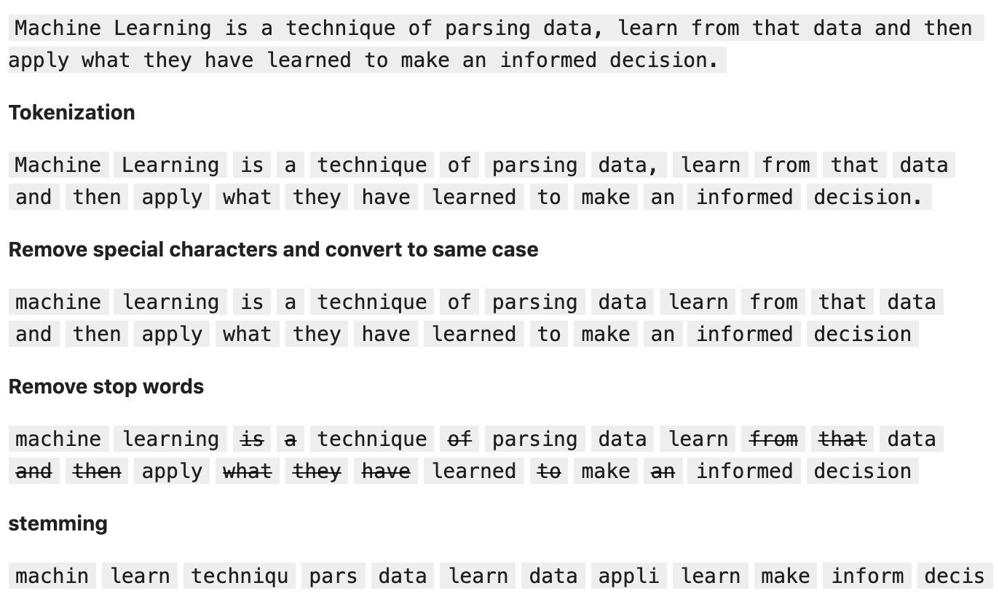 Machine Learning is a technique of parsing data, learn from that data and then
apply what they have learned to make an informed decision.
Tokenization
Machine Learning is a technique of parsing data, learn from that data
and then apply what they have learned to make an informed decision.
Remove special characters and convert to same case
machine learning is a technique of parsing data learn from that data
and then apply what they have learned to make an informed decision
Remove stop words
machine learning is a technique of parsing data learn from that data
and then apply what they have learned to make an informed decision
stemming
machin learn techniqu pars data learn data appli learn make inform decis